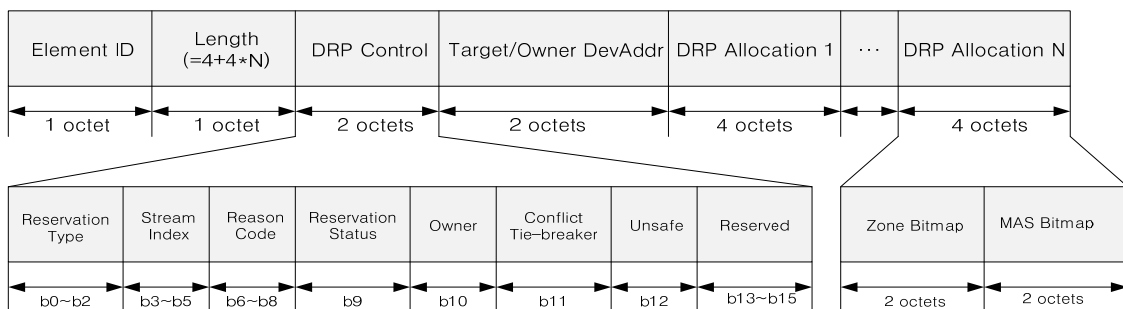 Element ID
Length
(=4+4*N)
DRP Control
Target/Owner DevAddr
DRP Allocation 1
...
DRP Allocation N
1 octet
1 octet
2 octets
2 octets
4 octets
4 octets
Reservation
Type
Stream
Index
Reason
Code
Reservation
Status
Owner
Conflict
Tie-breaker
Unsafe
Reserved
Zone Bitmap
MAS Bitmap
b0~b2
b3~b5
b6~b8
b9
b10
b11
b12
b13~b15
2 octets
2 octets